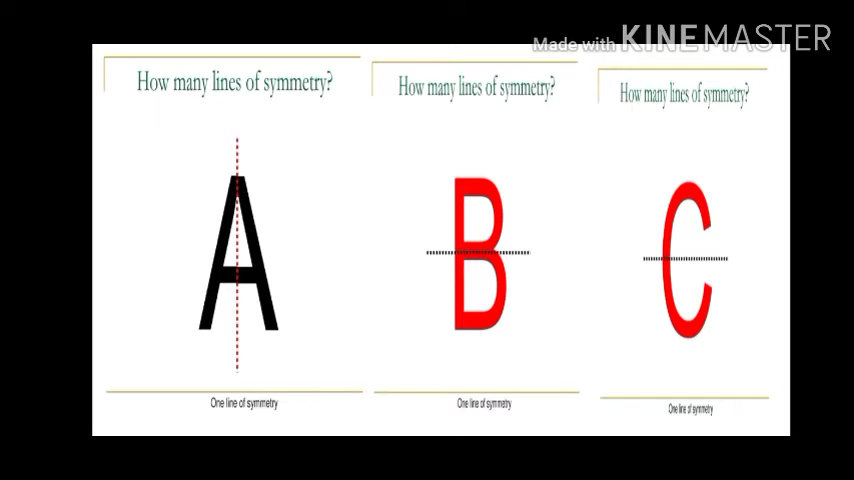 Made with KINEMASTER
How many lines of symmetry?
A
One line of symmetry
How many lines of symmetry?
B
One line of symmetry
How many lines of symmetry?
C
One line of symmetry